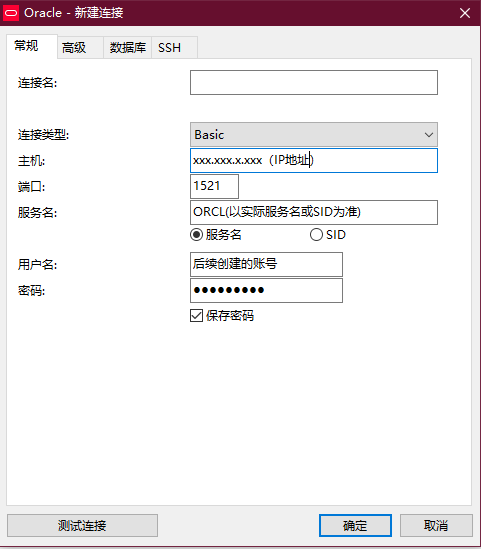 Oracle - 新建连接
常规 高级 数据库 SSH
连接名:
连接类型: Basic
主机: xxx.xxx.x.xxx（IP地址）
端口: 1521
服务名: ORCL(以实际服务名或SID为准)
服务名 SID
用户名: 后续创建的账号
密码: ●●●●●●●●●
保存密码
测试连接 确定 取消